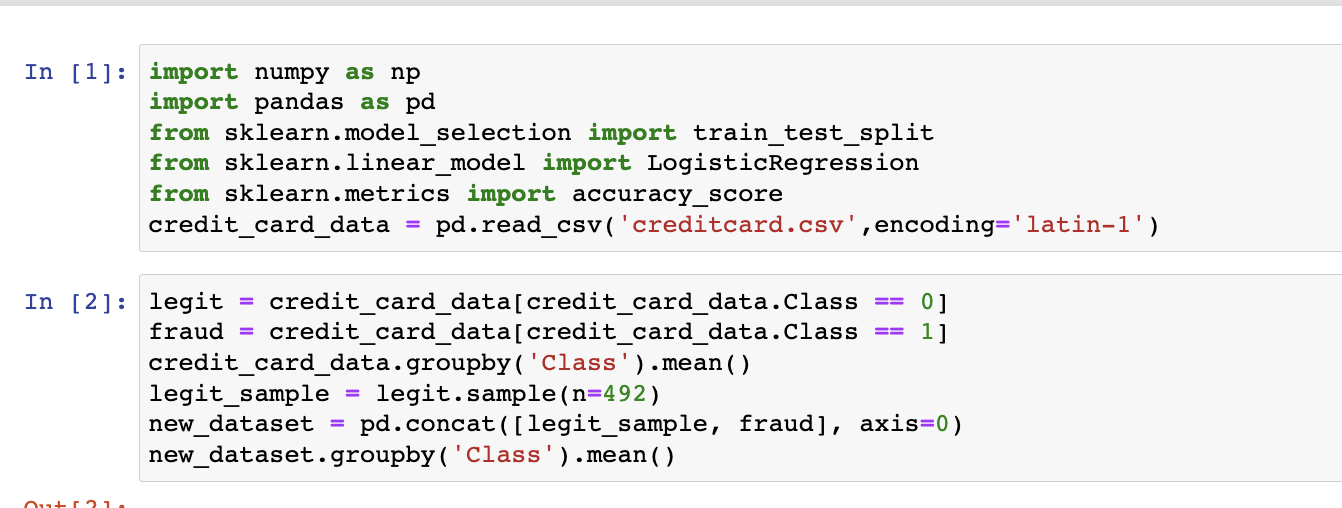 In [1]:
import numpy as np
import pandas as pd
from sklearn.model_selection import train_test_split
from sklearn.linear_model import LogisticRegression
from sklearn.metrics import accuracy_score
credit_card_data = pd.read_csv('creditcard.csv',encoding='latin-1')
In [2]:
legit = credit_card_data[credit_card_data.Class == 0]
fraud = credit_card_data[credit_card_data.Class == 1]
credit_card_data.groupby('Class').mean()
legit_sample = legit.sample(n=492)
new_dataset = pd.concat([legit_sample, fraud], axis=0)
new_dataset.groupby('Class').mean()
Out[2]: